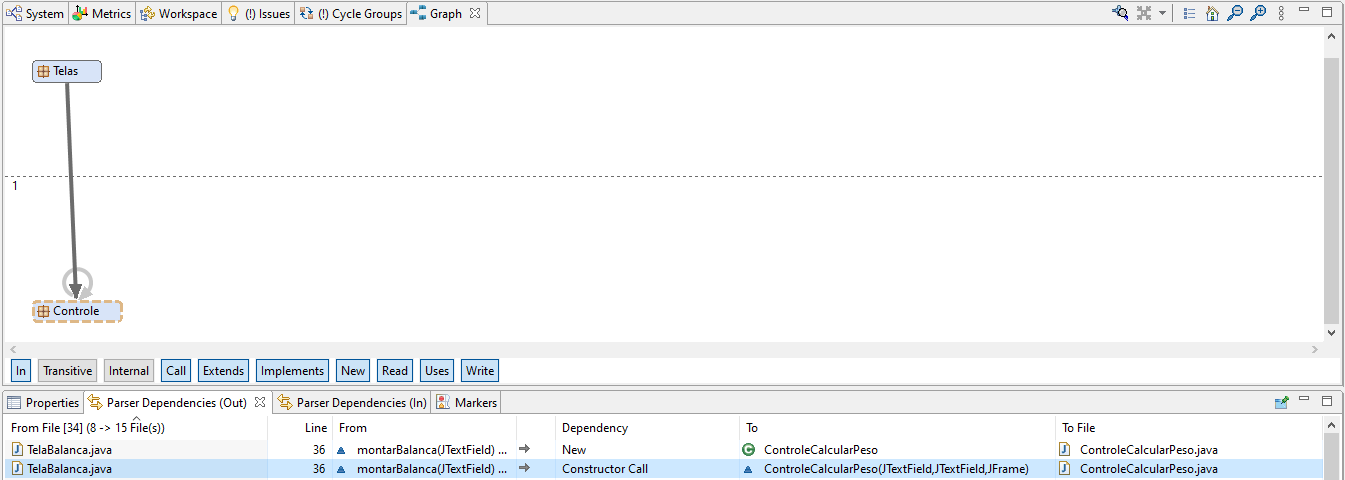 System Metrics Workspace (!) Issues (!) Cycle Groups Graph
Telas
1
Controle
In Transitive Internal Call Extends Implements New Read Uses Write
Properties Parser Dependencies (Out) Parser Dependencies (In) Markers
From File [34] (8 -> 15 File(s)) Line From Dependency To To File
TelaBalanca.java 36 montarBalanca(JTextField) ... New ControleCalcularPeso ControleCalcularPeso.java
TelaBalanca.java 36 montarBalanca(JTextField) ... Constructor Call ControleCalcularPeso(JTextField,JTextField,JFrame) ControleCalcularPeso.java